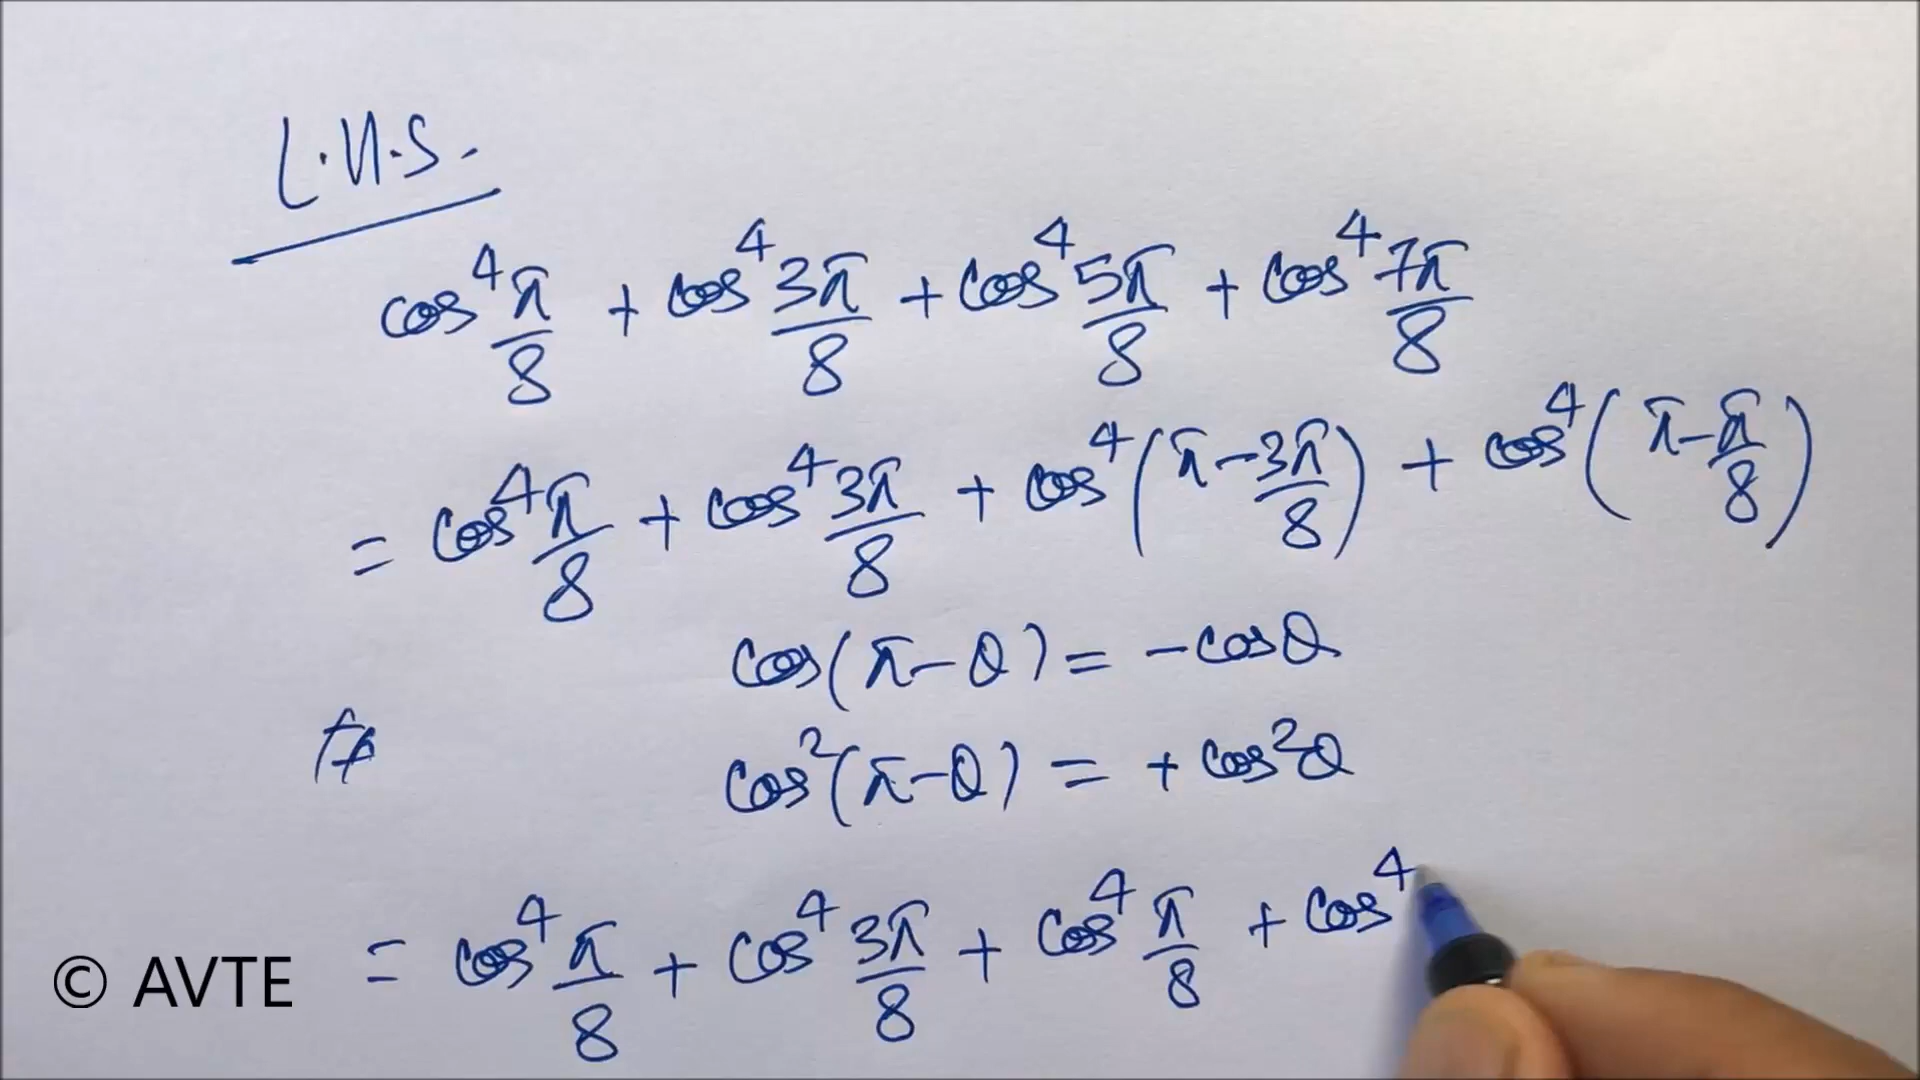 L.H.S.
cos⁴ π/8 + cos⁴ 3π/8 + cos⁴ 5π/8 + cos⁴ 7π/8
= cos⁴ π/8 + cos⁴ 3π/8 + cos⁴ (π - 3π/8) + cos⁴ (π - π/8)
cos(π - θ) = - cosθ
cos²(π - θ) = + cos²θ
= cos⁴ π/8 + cos⁴ 3π/8 + cos⁴ π/8 + cos⁴
© AVTE